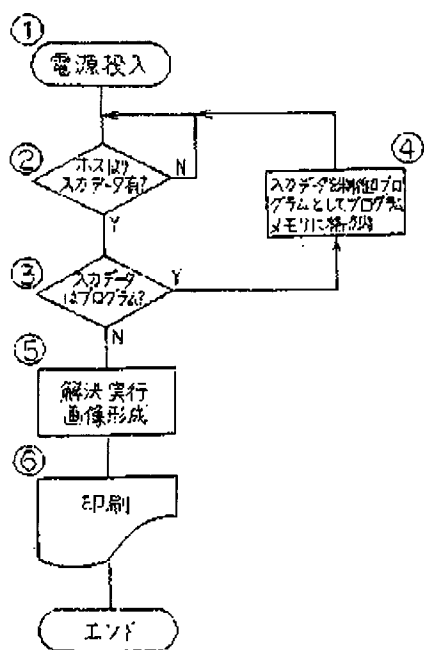 ①
電源投入
②
ホストより
入力データ有?
N
Y
③
入力データ
はプログラム?
Y
N
④
入力データを制御プロ
グラムとしてプログラム
メモリに格納
⑤
解決実行
画像形成
⑥
印刷
エンド